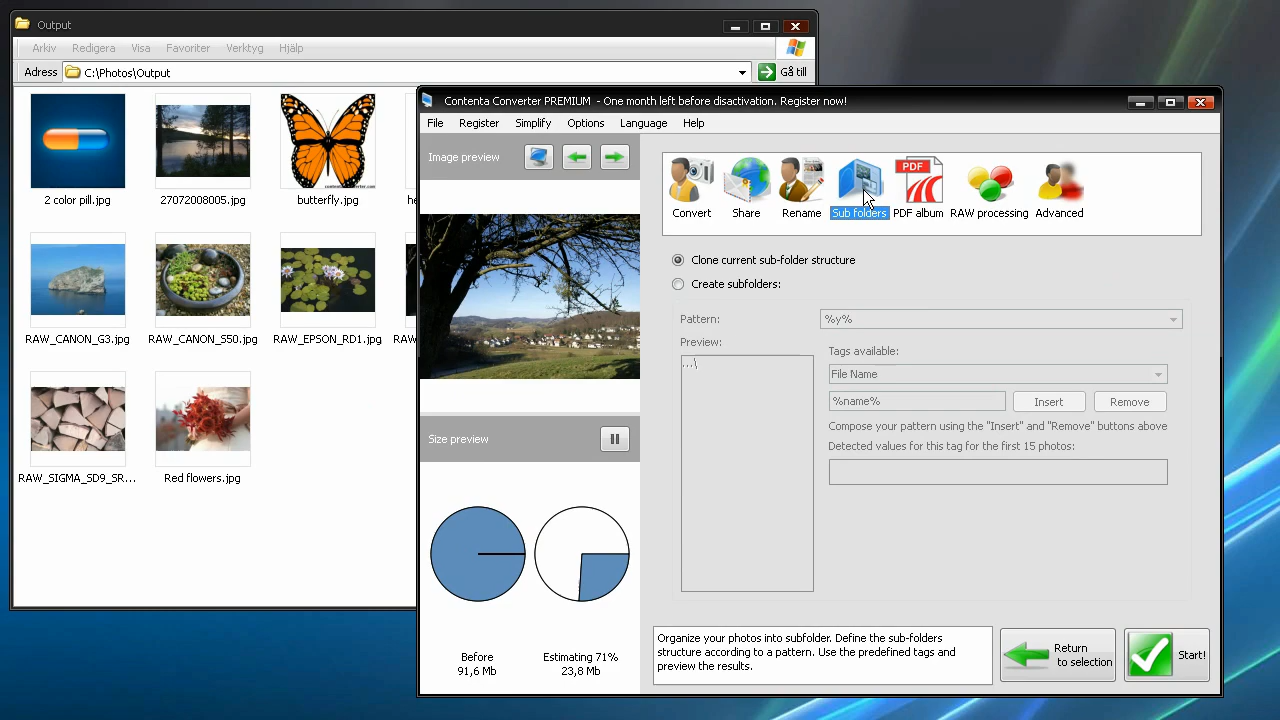 Output
Arkiv Redigera Visa Favoriter Verktyg Hjälp
Adress C:\Photos\Output Gå till
2 color pill.jpg 27072008005.jpg butterfly.jpg he
RAW_CANON_G3.jpg RAW_CANON_S50.jpg RAW_EPSON_RD1.jpg RAW
RAW_SIGMA_SD9_SR... Red flowers.jpg
Contenta Converter PREMIUM - One month left before disactivation. Register now!
File Register Simplify Options Language Help
Image preview
Convert Share Rename Sub folders PDF album RAW processing Advanced
PDF
Clone current sub-folder structure
Create subfolders:
Pattern: %y%
Preview:
...\
Tags available:
File Name
%name% Insert Remove
Compose your pattern using the "Insert" and "Remove" buttons above
Detected values for this tag for the first 15 photos:
Size preview
Before
91,6 Mb
Estimating 71%
23,8 Mb
Organize your photos into subfolder. Define the sub-folders
structure according to a pattern. Use the predefined tags and
preview the results.
Return
to selection
Start!